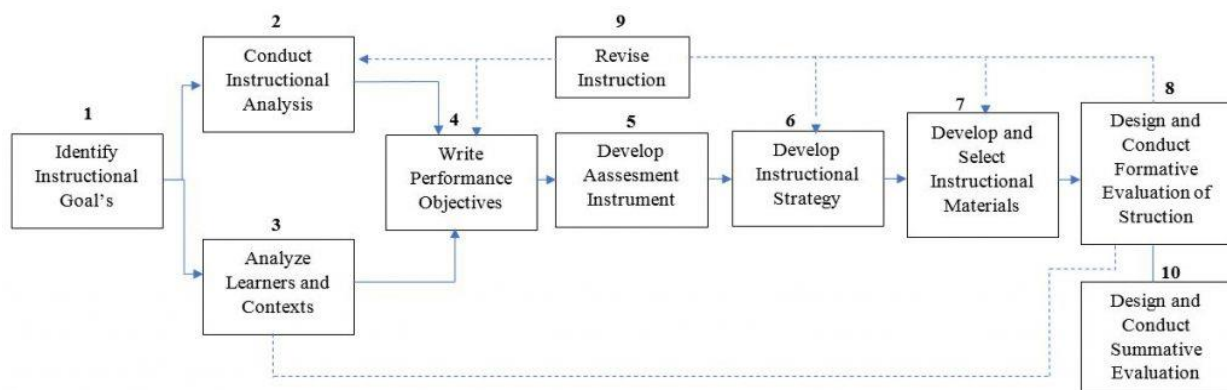 1
Identify
Instructional
Goal's
2
Conduct
Instructional
Analysis
3
Analyze
Learners and
Contexts
4
Write
Performance
Objectives
5
Develop
Aassesment
Instrument
6
Develop
Instructional
Strategy
7
Develop and
Select
Instructional
Materials
8
Design and
Conduct
Formative
Evaluation of
Struction
9
Revise
Instruction
10
Design and
Conduct
Summative
Evaluation